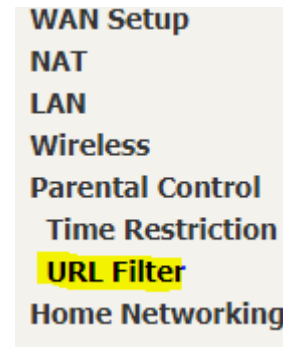 WAN Setup
NAT
LAN
Wireless
Parental Control
Time Restriction
URL Filter
Home Networking